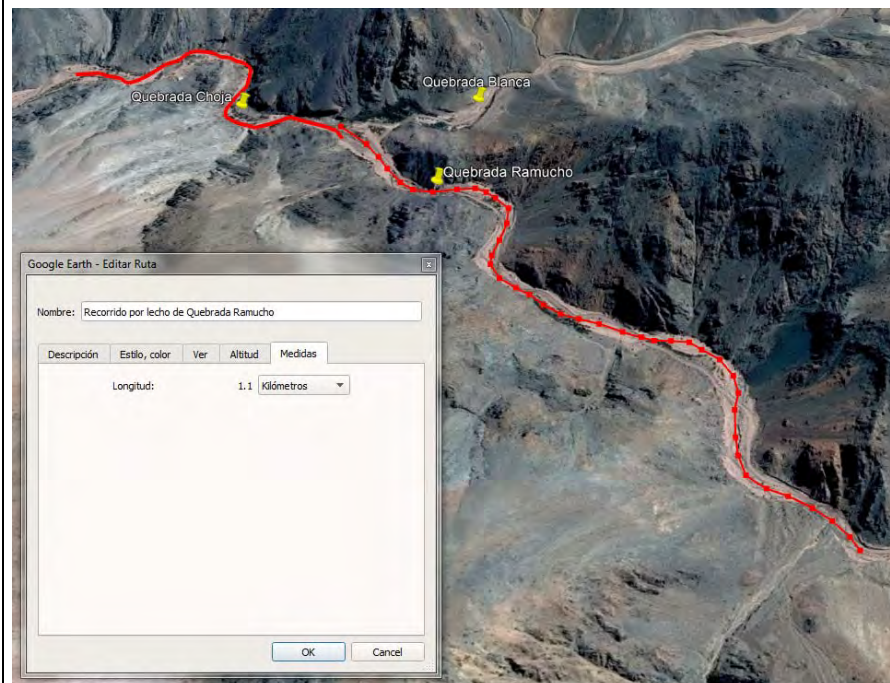 Quebrada Blanca
Quebrada Choja
Quebrada Ramucho
Google Earth - Editar Ruta
Nombre: Recorrido por lecho de Quebrada Ramucho
Descripción Estilo, color Ver Altitud Medidas
Longitud: 1.1 Kilómetros
OK Cancel